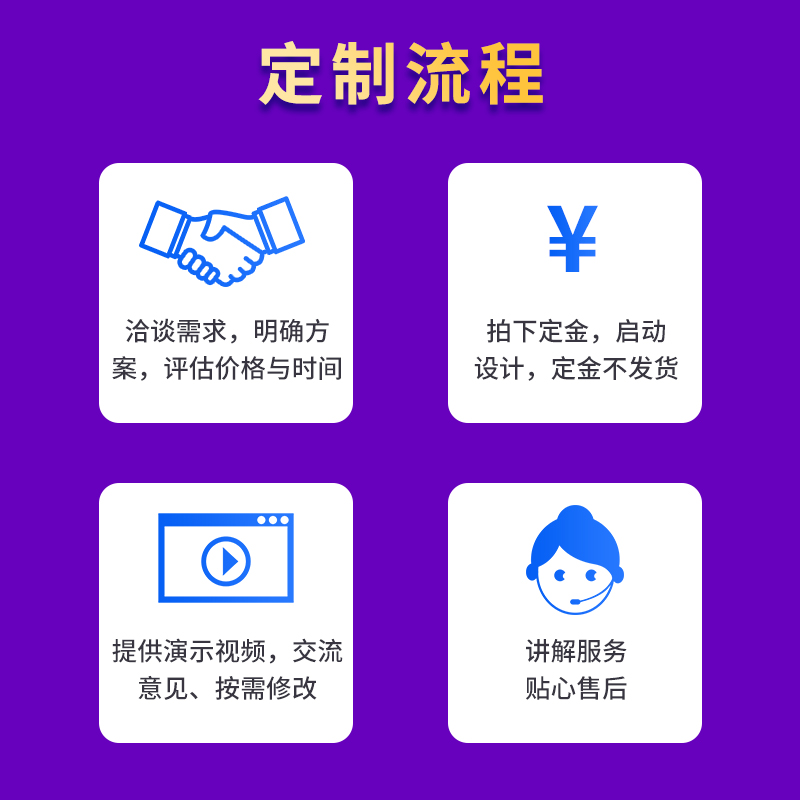 定制流程
¥
洽谈需求，明确方
案，评估价格与时间
拍下定金，启动
设计，定金不发货
提供演示视频，交流
意见、按需修改
讲解服务
贴心售后